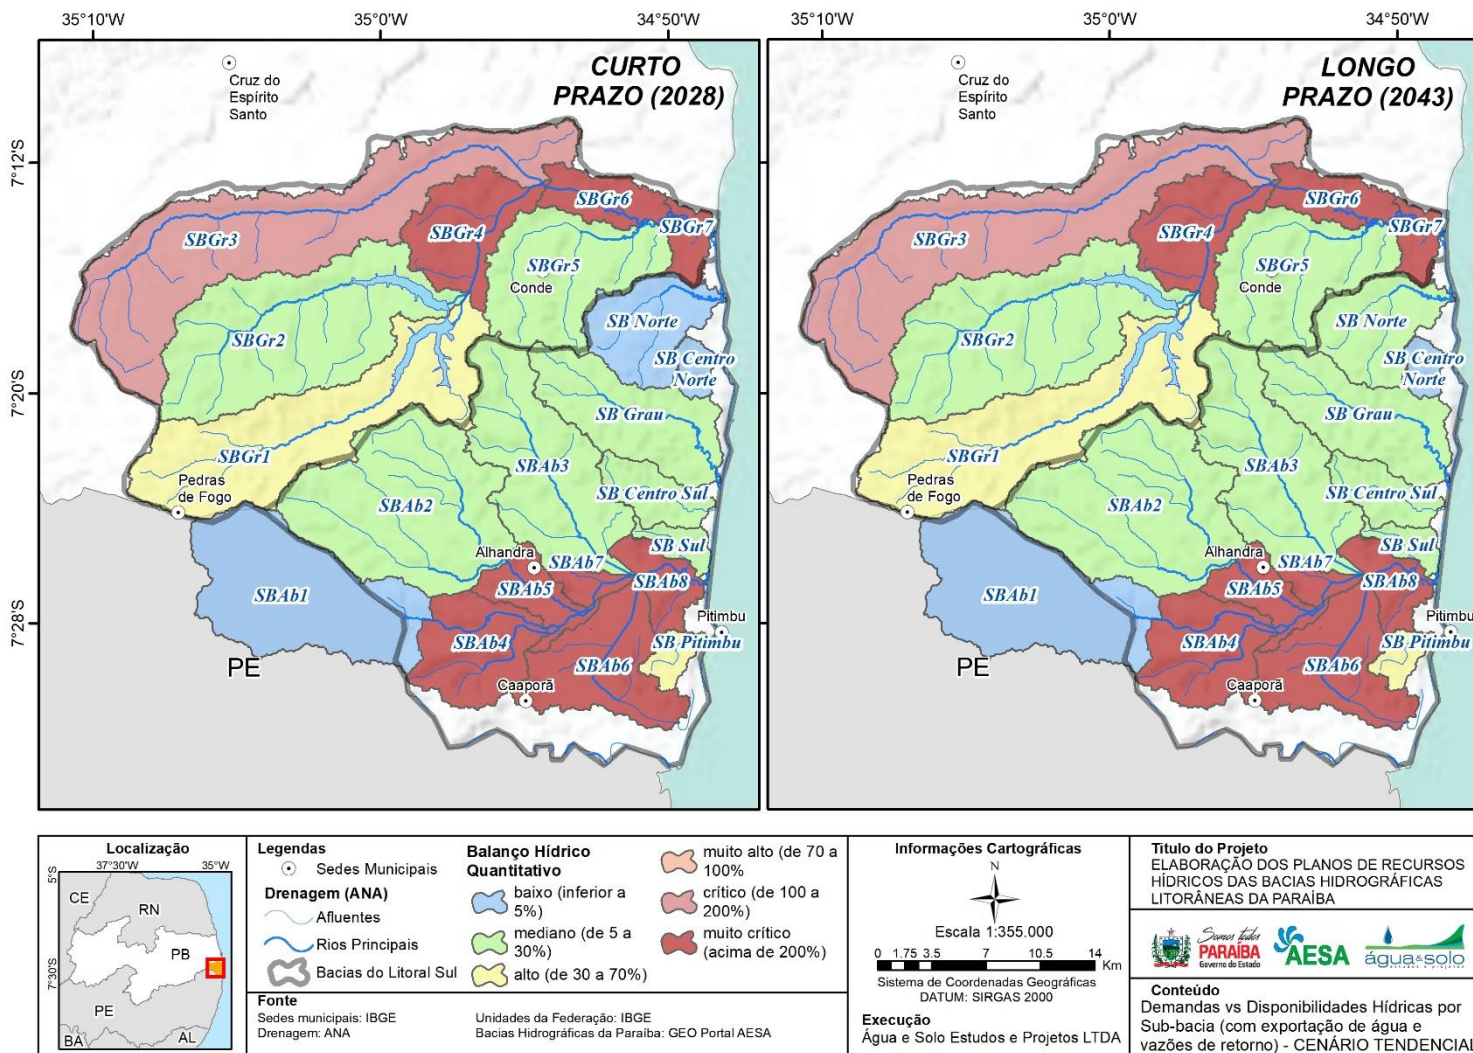 35°10'W
35°0'W
34°50'W
35°10'W
35°0'W
34°50'W
7°12'S
7°20'S
7°28'S
CURTO
PRAZO (2028)
Cruz do
Espírito
Santo
SBGr3
SBGr4
SBGr6
SBGr7
SBGr5
Conde
SB Norte
SBGr2
SB Centro
Norte
SB Grau
SBGr1
SBAb3
Pedras
de Fogo
SBAb2
SB Centro Sul
SB Sul
Alhandra
SBAb7
SBAb8
SBAb5
SBAb1
Pitimbu
SB Pitimbu
SBAb4
PE
SBAb6
Caaporã
LONGO
PRAZO (2043)
Cruz do
Espírito
Santo
SBGr3
SBGr4
SBGr6
SBGr7
SBGr5
Conde
SB Norte
SBGr2
SB Centro
Norte
SB Grau
SBGr1
SBAb3
Pedras
de Fogo
SBAb2
SB Centro Sul
SB Sul
Alhandra
SBAb7
SBAb8
SBAb5
SBAb1
Pitimbu
SB Pitimbu
SBAb4
PE
SBAb6
Caaporã
Localização
37°30'W
35°W
5°S
7°30'S
CE
RN
PB
PE
BA
AL
Legendas
Sedes Municipais
Drenagem (ANA)
Afluentes
Rios Principais
Bacias do Litoral Sul
Balanço Hídrico
Quantitativo
baixo (inferior a
5%)
mediano (de 5 a
30%)
alto (de 30 a 70%)
muito alto (de 70 a
100%
crítico (de 100 a
200%)
muito crítico
(acima de 200%)
Fonte
Sedes municipais: IBGE
Drenagem: ANA
Unidades da Federação: IBGE
Bacias Hidrográficas da Paraíba: GEO Portal AESA
Informações Cartográficas
N
Escala 1:355.000
0 1.75 3.5 7 10.5 14
Km
Sistema de Coordenadas Geográficas
DATUM: SIRGAS 2000
Execução
Água e Solo Estudos e Projetos LTDA
Titulo do Projeto
ELABORAÇÃO DOS PLANOS DE RECURSOS
HÍDRICOS DAS BACIAS HIDROGRÁFICAS
LITORÂNEAS DA PARAÍBA
Somos todos
PARAÍBA
Governo do Estado
AESA
água&solo
estudos e projetos
Conteúdo
Demandas vs Disponibilidades Hídricas por
Sub-bacia (com exportação de água e
vazões de retorno) - CENÁRIO TENDENCIAL